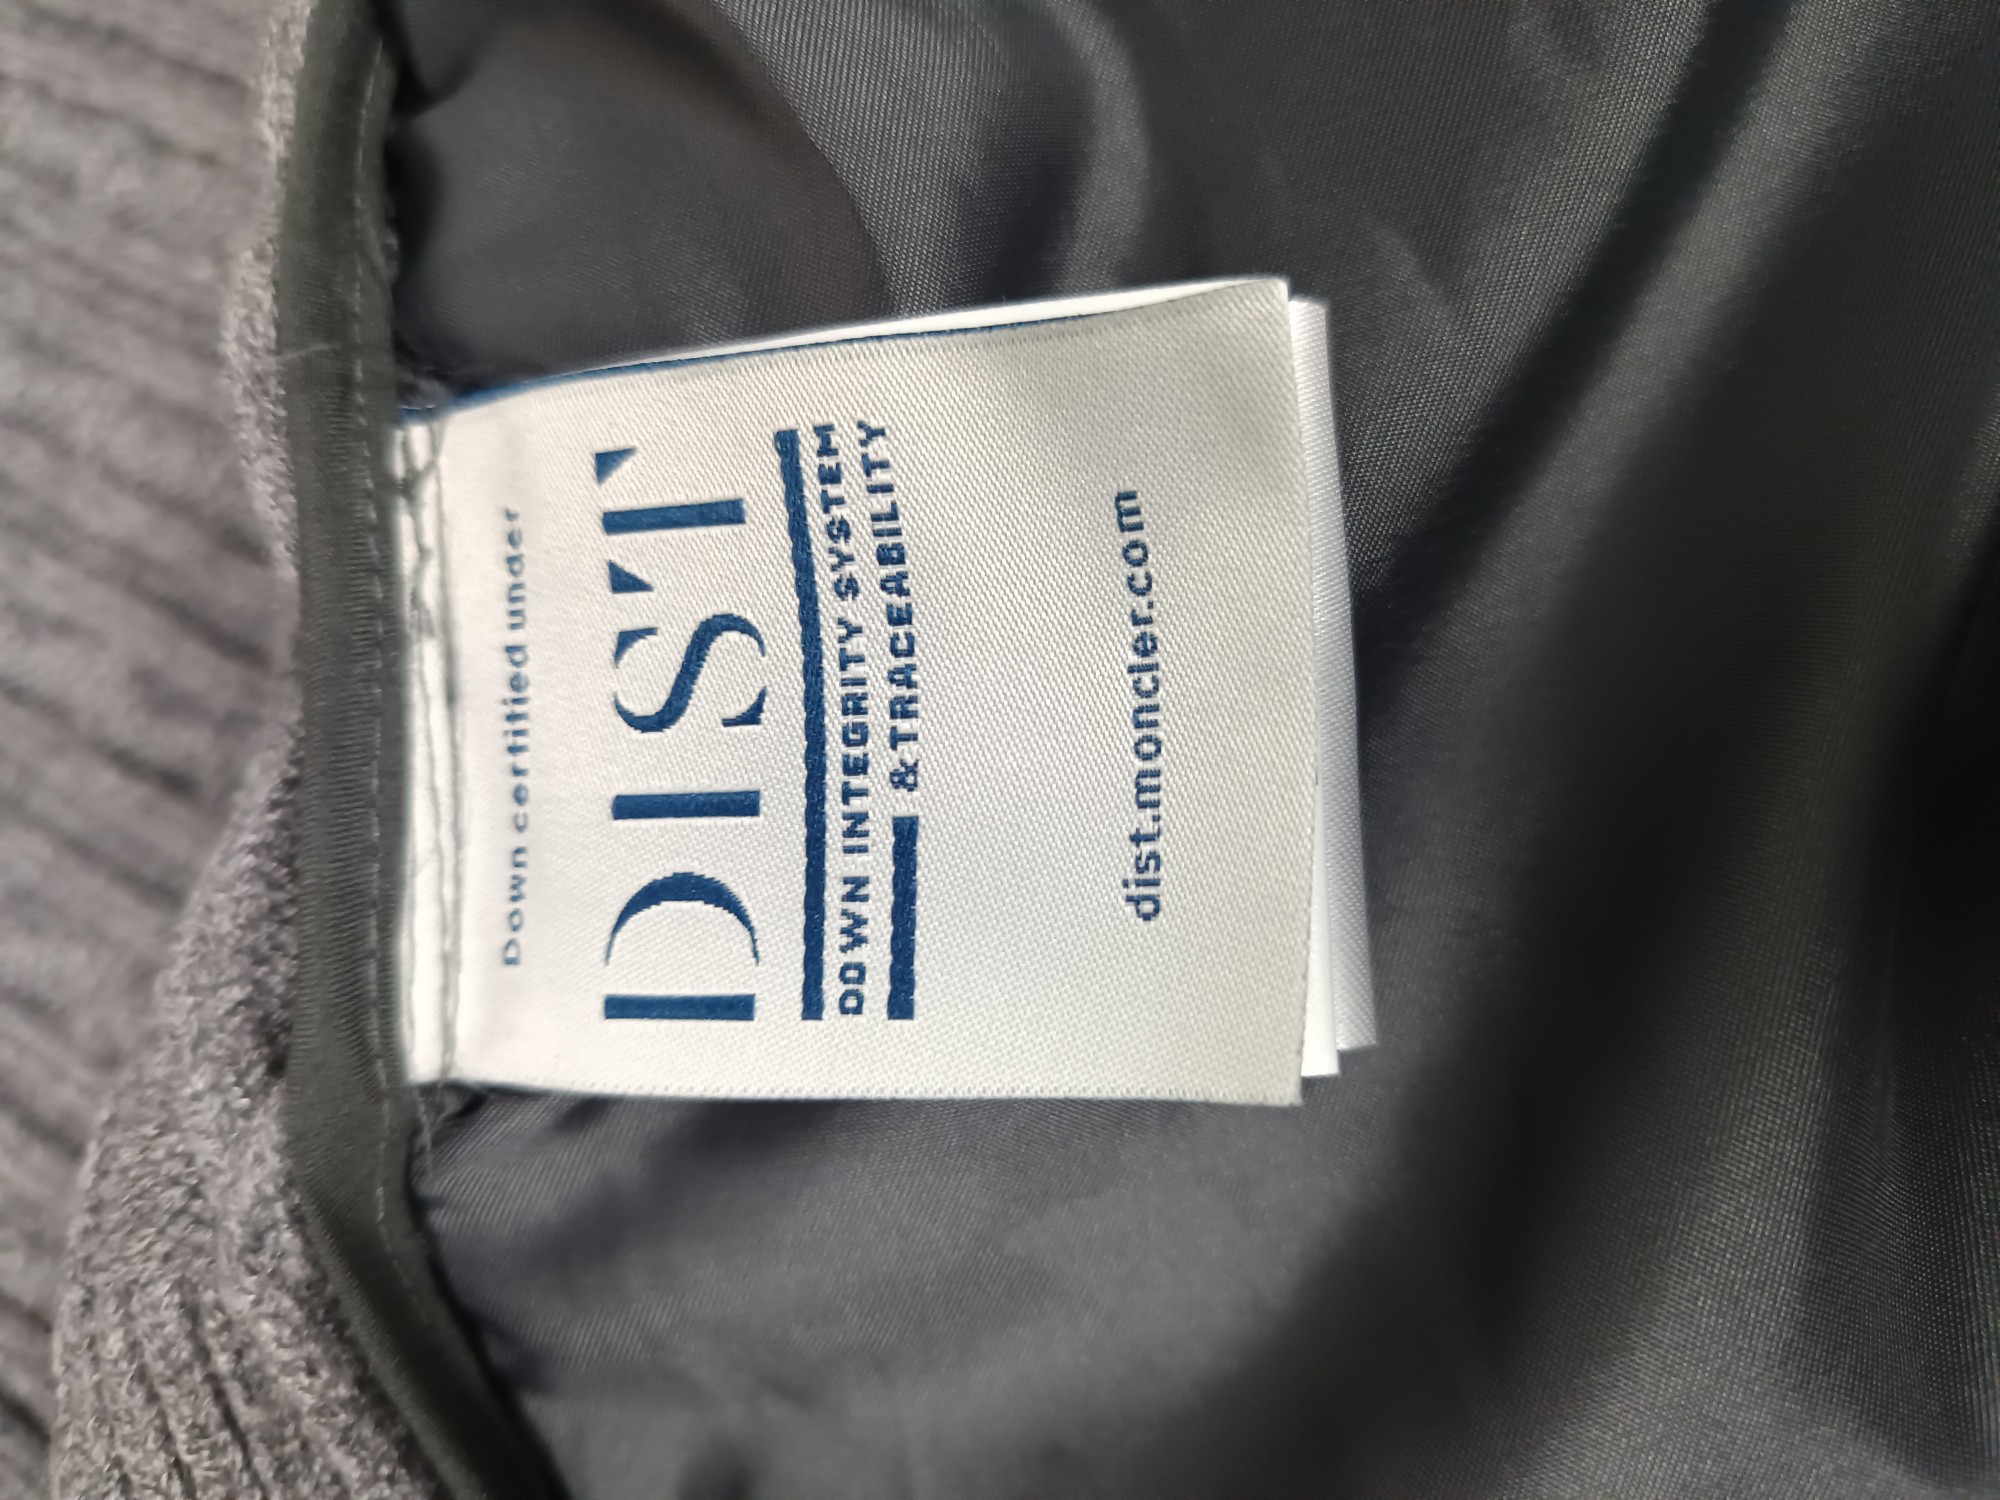 Down certified under
DIST
DOWN INTEGRITY SYSTEM
& TRACEABILITY
dist.moncler.com